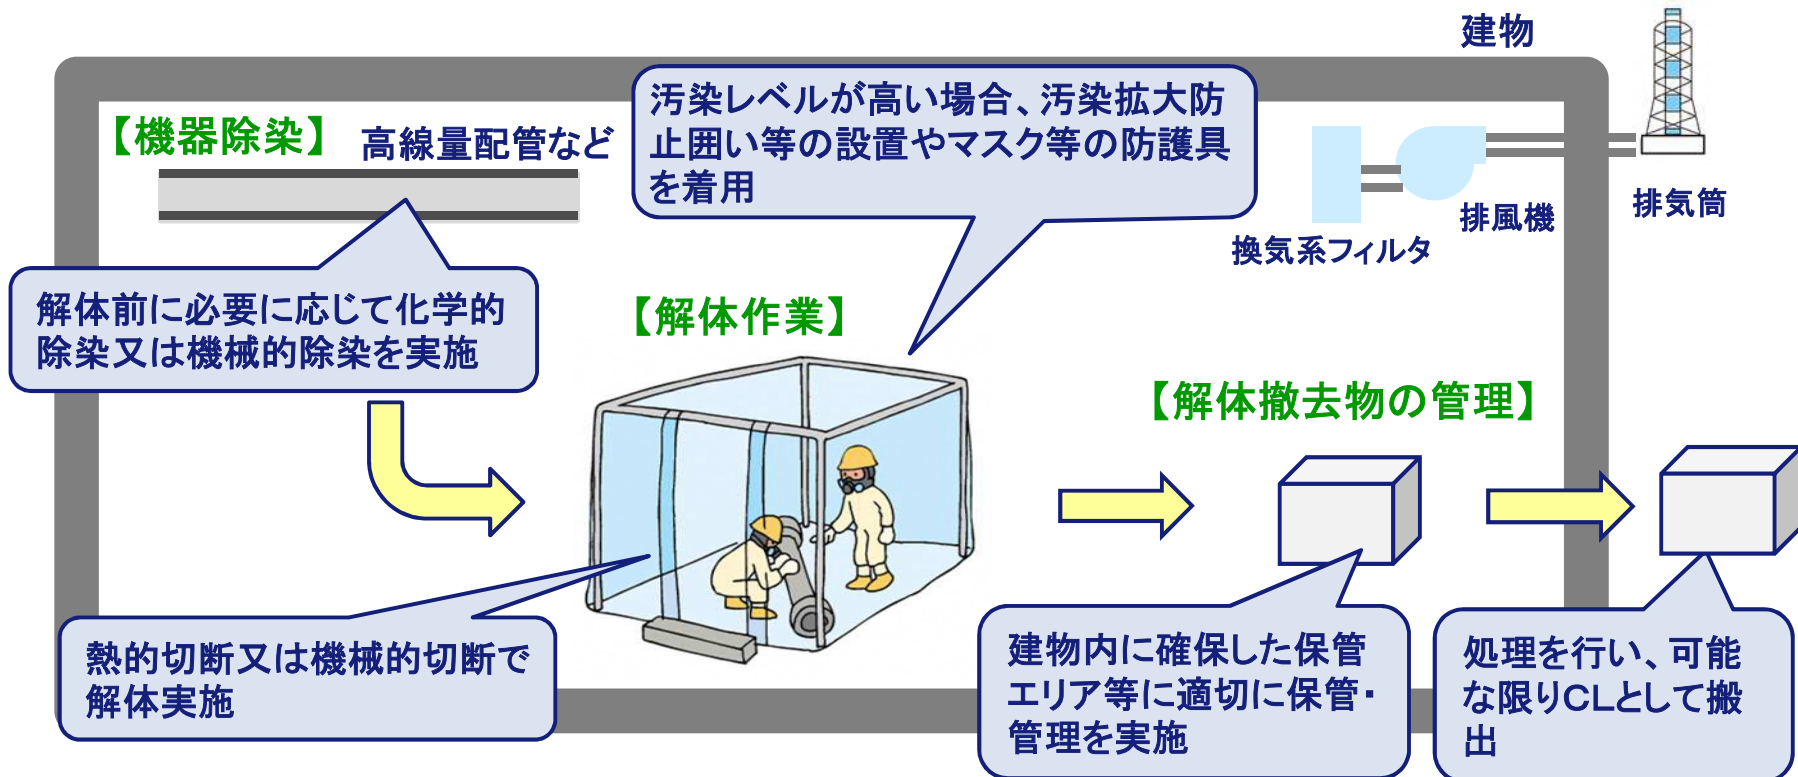 建物
【機器除染】 高線量配管など
汚染レベルが高い場合、汚染拡大防
止囲い等の設置やマスク等の防護具
を着用
換気系フィルタ
排風機
排気筒
解体前に必要に応じて化学的
除染又は機械的除染を実施
【解体作業】
【解体撤去物の管理】
熱的切断又は機械的切断で
解体実施
建物内に確保した保管
エリア等に適切に保管・
管理を実施
処理を行い、可能
な限りCLとして搬
出